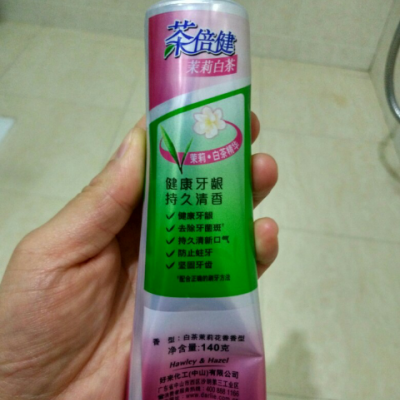 茶倍健
茉莉白茶
茉莉+白茶精华
健康牙龈
持久清香
✓健康牙龈
✓去除牙菌斑*
✓持久清新口气
✓防止蛀牙
✓坚固牙齿
香 型：白茶茉莉花香香型
净含量：140克
Hawley & Hazel
好来化工(中山)有限公司